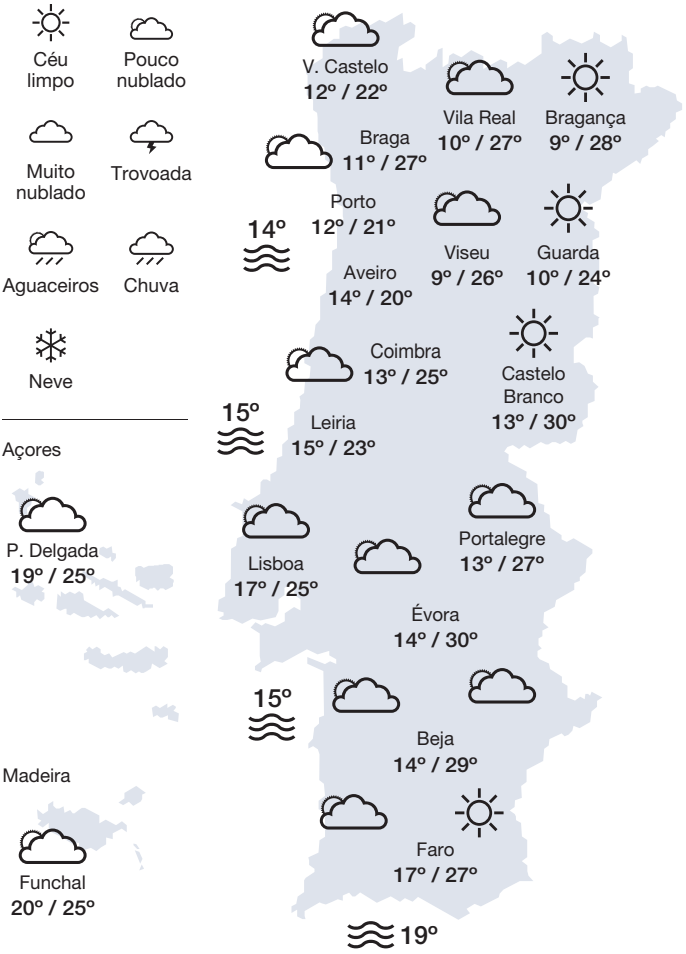 Céu
limpo
Pouco
nublado
Muito
nublado
Trovoada
Aguaceiros
Chuva
Neve
V. Castelo
12º / 22º
Vila Real
10º / 27º
Bragança
9º / 28º
Braga
11º / 27º
Porto
12º / 21º
14º
Viseu
9º / 26º
Guarda
10º / 24º
Aveiro
14º / 20º
Coimbra
13º / 25º
Castelo
Branco
13º / 30º
15º
Leiria
15º / 23º
Açores
P. Delgada
19º / 25º
Lisboa
17º / 25º
Portalegre
13º / 27º
Évora
14º / 30º
15º
Beja
14º / 29º
Madeira
Funchal
20º / 25º
Faro
17º / 27º
19º